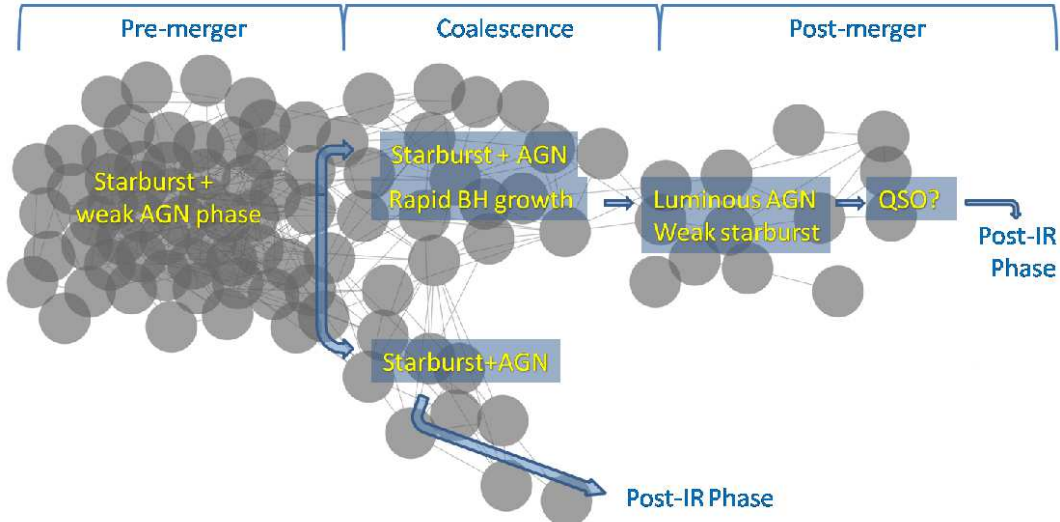 Pre-merger
Coalescence
Post-merger
Starburst +
weak AGN phase
Starburst + AGN
Rapid BH growth
Luminous AGN
Weak starburst
QSO?
Post-IR
Phase
Starburst+AGN
Post-IR Phase